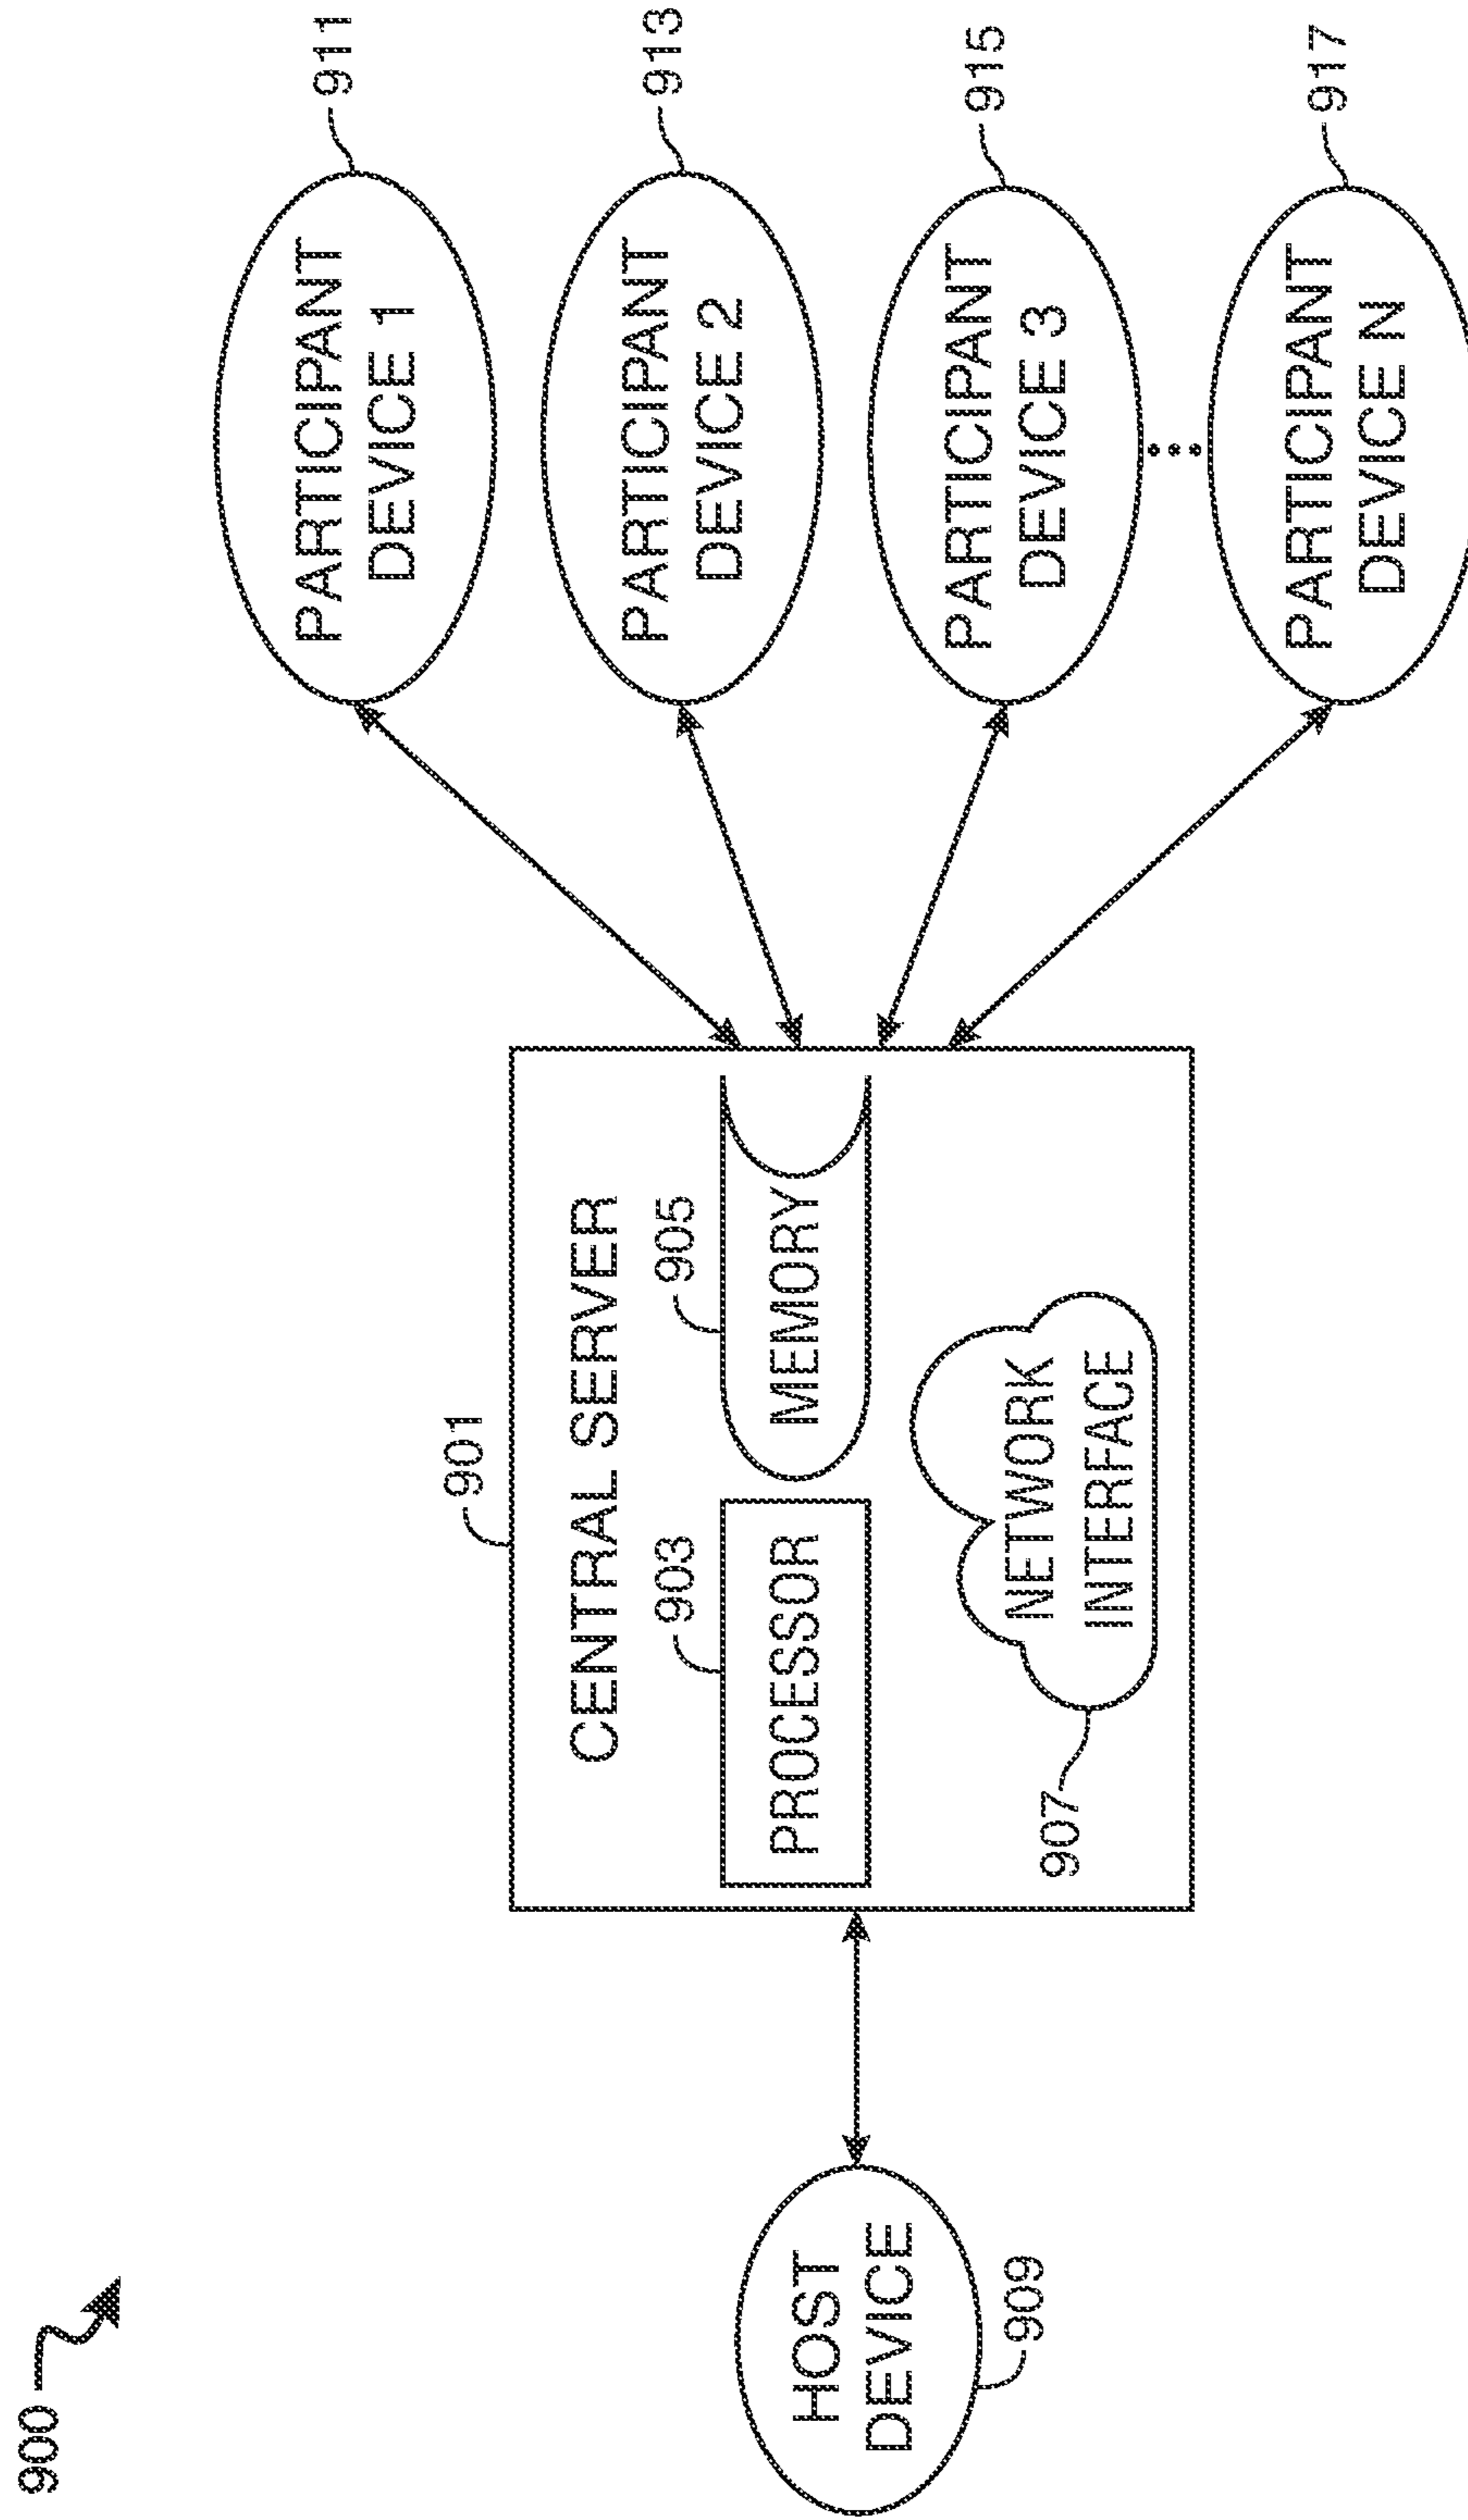 900
HOST
DEVICE
909
901
CENTRAL SERVER
903
PROCESSOR
905
MEMORY
907
NETWORK
INTERFACE
PARTICIPANT
DEVICE 1
911
PARTICIPANT
DEVICE 2
913
PARTICIPANT
DEVICE 3
915
PARTICIPANT
DEVICE N
917